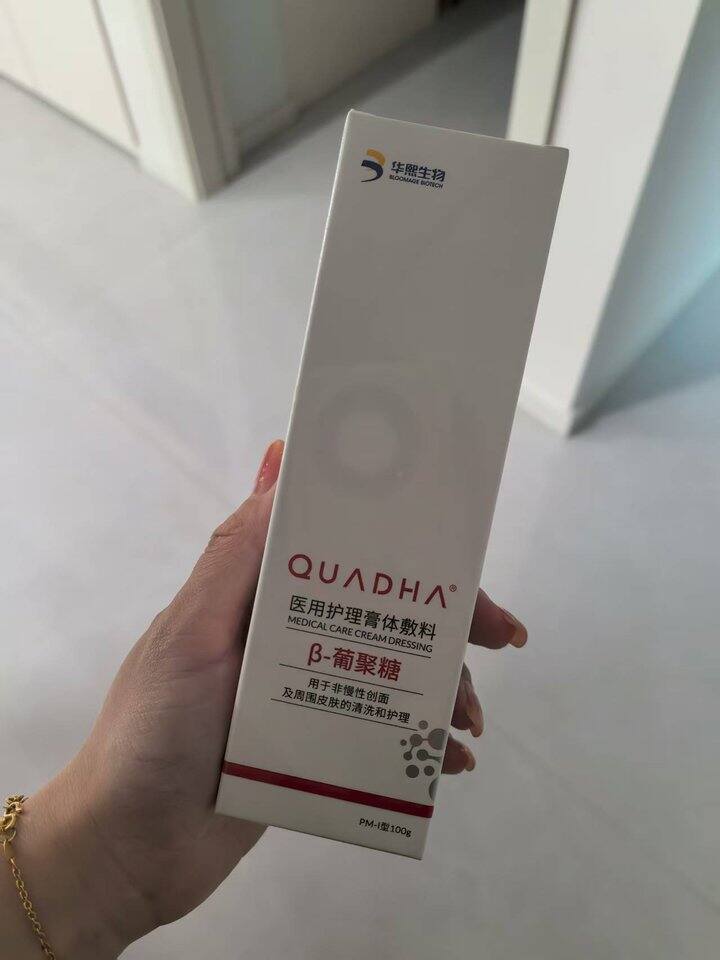 华熙生物
BLOOMAGE BIOTECH
QUADHA®
医用护理膏体敷料
MEDICAL CARE CREAM DRESSING
β-葡聚糖
用于非慢性创面
及周围皮肤的清洗和护理
PM-I型100g